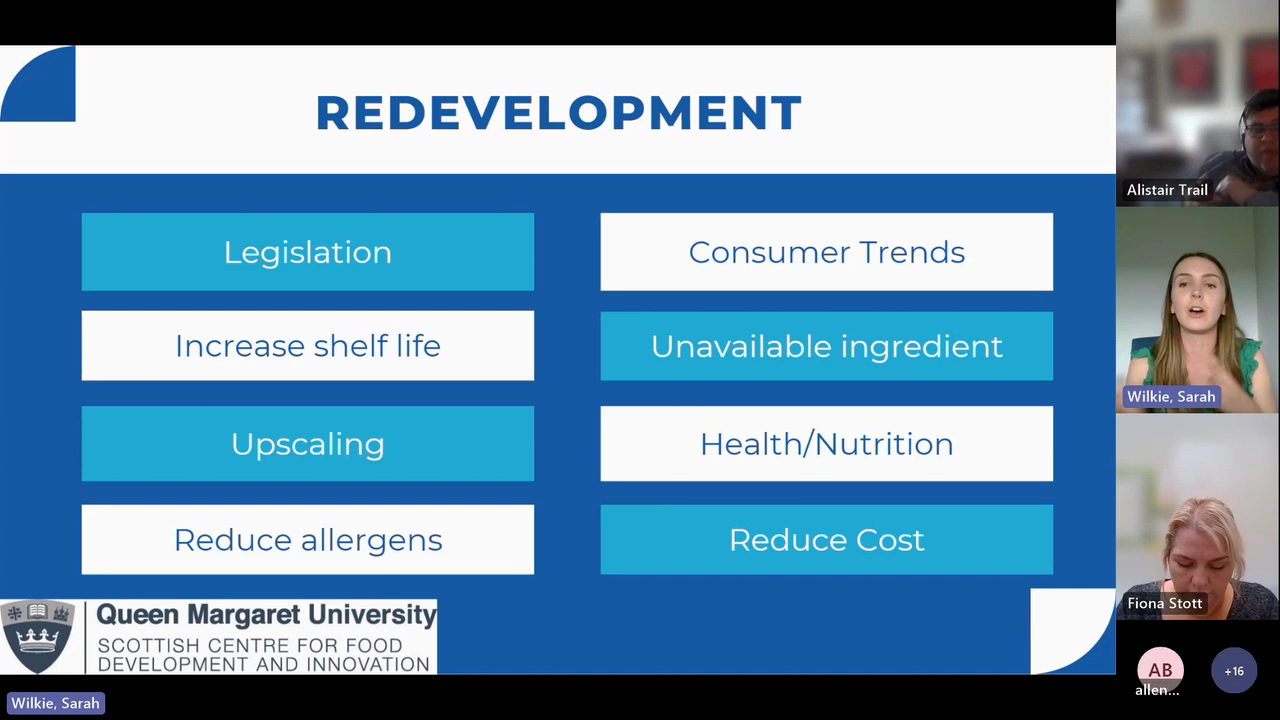 REDEVELOPMENT
Legislation
Consumer Trends
Increase shelf life
Unavailable ingredient
Upscaling
Health/Nutrition
Reduce allergens
Reduce Cost
Queen Margaret University
SCOTTISH CENTRE FOR FOOD
DEVELOPMENT AND INNOVATION
Wilkie, Sarah
Alistair Trail
Wilkie, Sarah
Fiona Stott
AB
allen...
+16